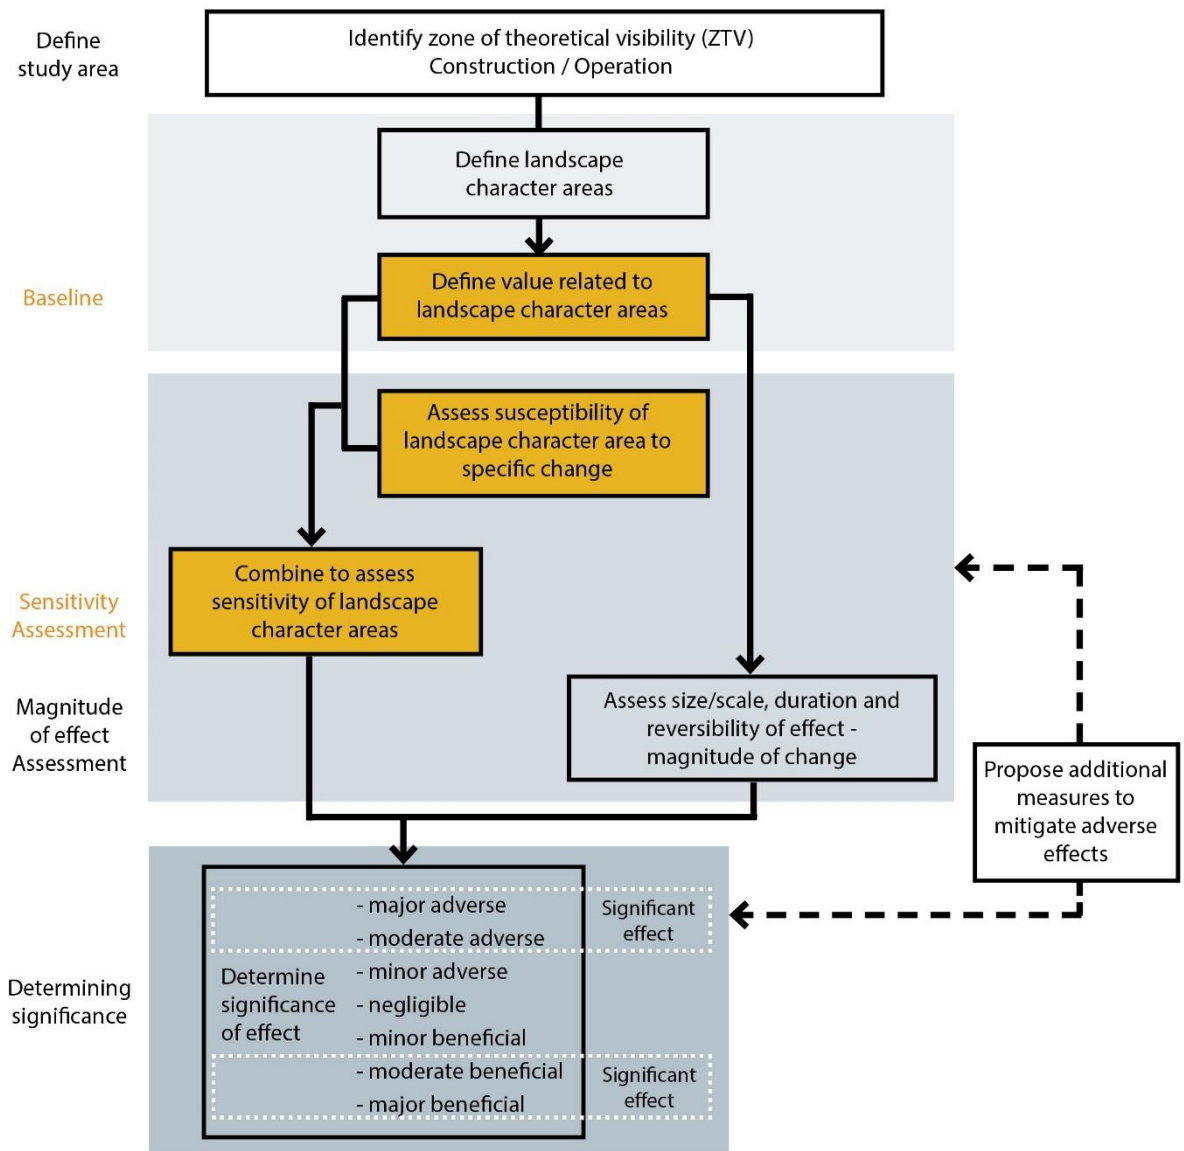 Define
study area
Identify zone of theoretical visibility (ZTV)
Construction / Operation
Define landscape
character areas
Baseline
Define value related to
landscape character areas
Assess susceptibility of
landscape character area to
specific change
Sensitivity
Assessment
Combine to assess
sensitivity of landscape
character areas
Magnitude
of effect
Assessment
Assess size/scale, duration and
reversibility of effect -
magnitude of change
Propose additional
measures to
mitigate adverse
effects
Determining
significance
Determine
significance
of effect
- major adverse
- moderate adverse
- minor adverse
- negligible
- minor beneficial
- moderate beneficial
- major beneficial
Significant
effect
Significant
effect